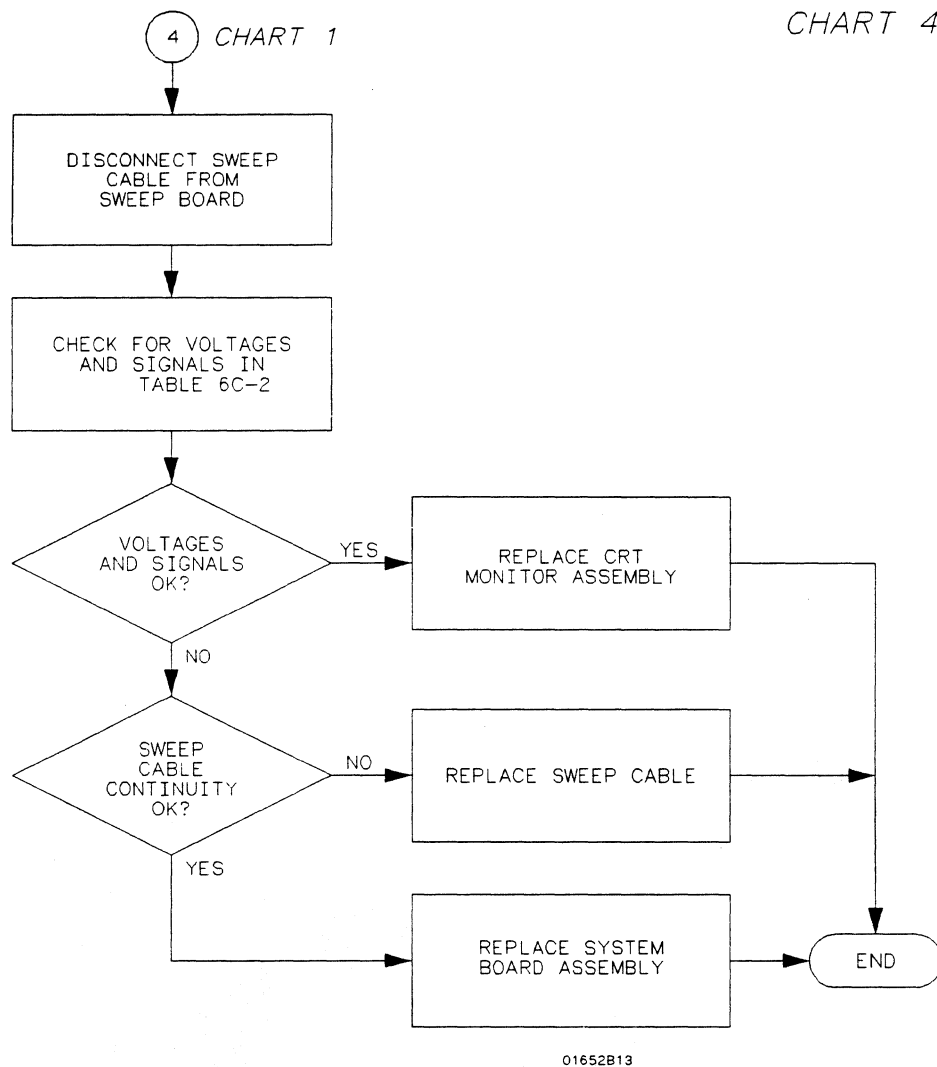 4 CHART 1
CHART 4
DISCONNECT SWEEP
CABLE FROM
SWEEP BOARD
CHECK FOR VOLTAGES
AND SIGNALS IN
TABLE 6C-2
VOLTAGES
AND SIGNALS
OK?
YES
REPLACE CRT
MONITOR ASSEMBLY
NO
SWEEP
CABLE
CONTINUITY
OK?
NO
REPLACE SWEEP CABLE
YES
REPLACE SYSTEM
BOARD ASSEMBLY
END
01652B13